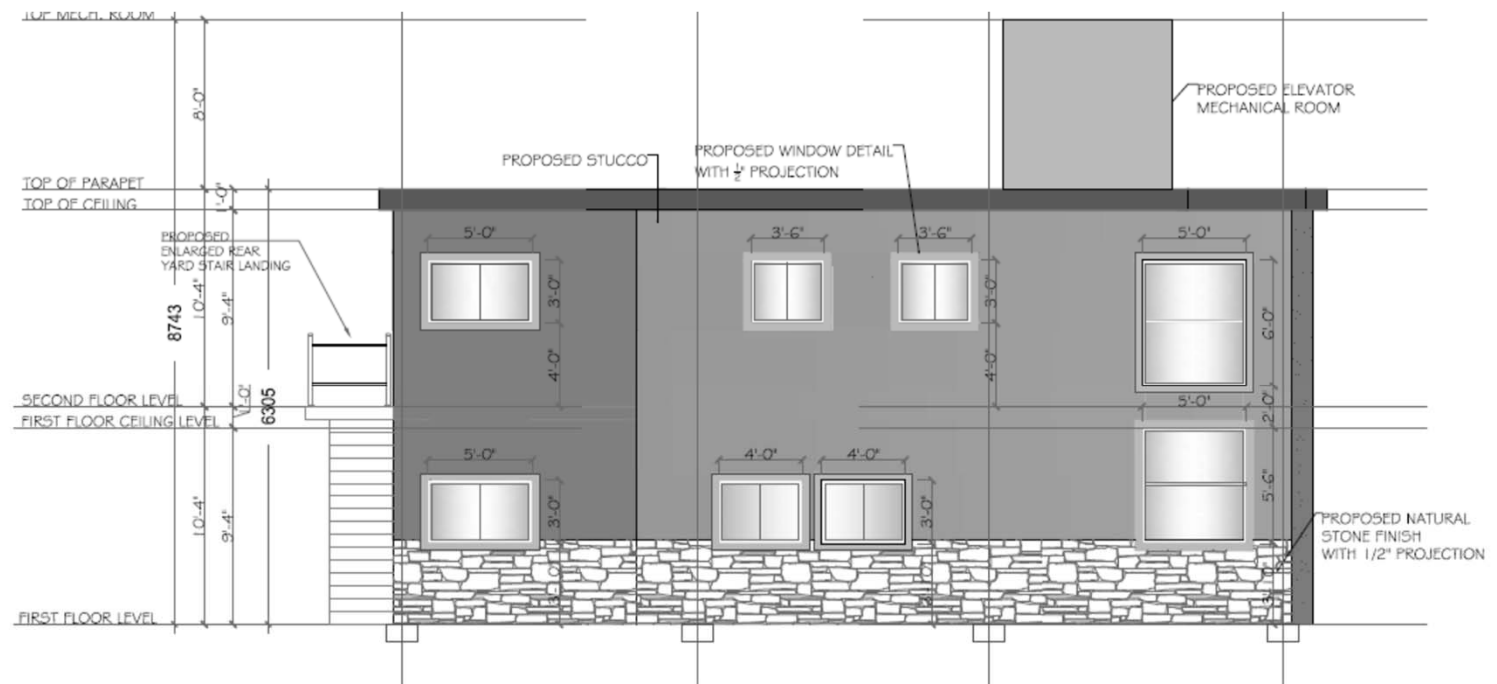 TOP MECH. ROOM
8'-0"
PROPOSED ELEVATOR
MECHANICAL ROOM
PROPOSED STUCCO
PROPOSED WINDOW DETAIL
WITH ½" PROJECTION
TOP OF PARAPET
1'-0"
TOP OF CEILING
PROPOSED
ENLARGED REAR
YARD STAIR LANDING
5'-0"
3'-6"
3'-6"
5'-0"
8743
10'-4"
9'-4"
3'-0"
3'-0"
6'-0"
4'-0"
4'-0"
SECOND FLOOR LEVEL
1'-0"
6305
5'-0"
2'-0"
FIRST FLOOR CEILING LEVEL
5'-0"
4'-0"
4'-0"
10'-4"
9'-4"
3'-0"
3'-0"
5'-6"
PROPOSED NATURAL
STONE FINISH
WITH 1/2" PROJECTION
FIRST FLOOR LEVEL